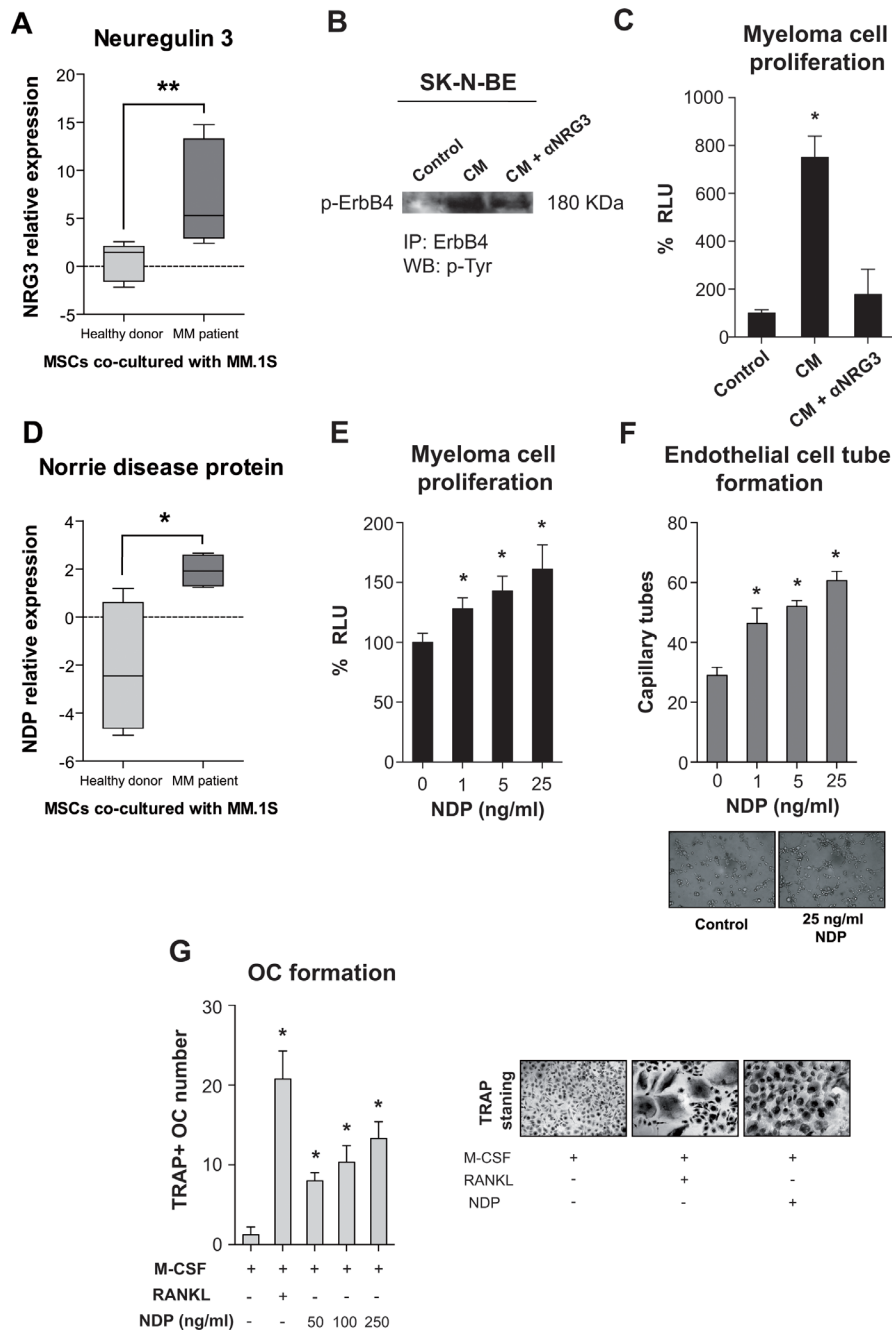 A
Neuregulin 3
NRG3 relative expression
20
15
10
5
0
-5
**
Healthy donor
MM patient
MSCs co-cultured with MM.1S
B
SK-N-BE
Control
CM
CM + αNRG3
p-ErbB4
180 KDa
IP: ErbB4
WB: p-Tyr
C
Myeloma cell
proliferation
% RLU
1000
800
600
400
200
0
*
Control
CM
CM + αNRG3
D
Norrie disease protein
NDP relative expression
4
2
0
-2
-4
-6
*
Healthy donor
MM patient
MSCs co-cultured with MM.1S
E
Myeloma cell
proliferation
% RLU
200
150
100
50
0
* * *
0 1 5 25
NDP (ng/ml)
F
Endothelial cell tube
formation
Capillary tubes
80
60
40
20
0
* * *
0 1 5 25
NDP (ng/ml)
Control
25 ng/ml
NDP
G
OC formation
TRAP+ OC number
30
20
10
0
* * * *
M-CSF + + + + +
RANKL - + - - -
NDP (ng/ml) - - 50 100 250
TRAP
staning
M-CSF + + +
RANKL - + -
NDP - - +